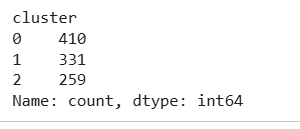 cluster
0    410
1    331
2    259
Name: count, dtype: int64